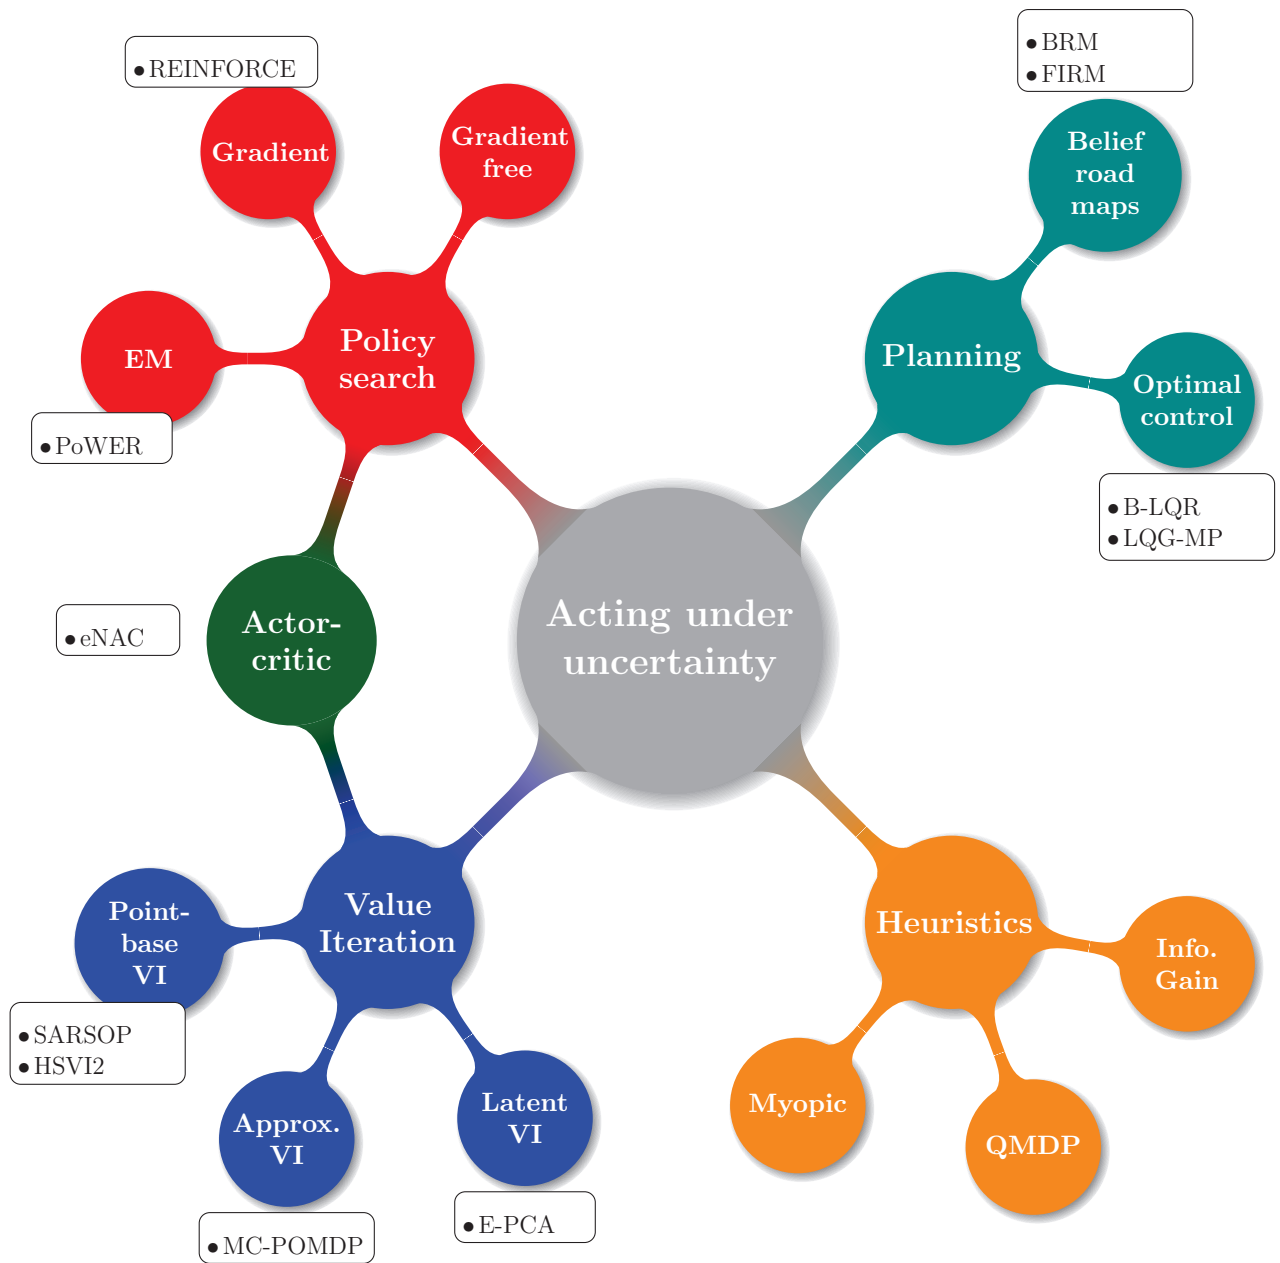 • REINFORCE
Gradient
Gradient
free
EM
• PoWER
Policy
search
Actor-
critic
• eNAC
Acting under
uncertainty
• BRM
• FIRM
Belief
road
maps
Planning
Optimal
control
• B-LQR
• LQG-MP
Value
Iteration
Point-
base
VI
• SARSOP
• HSVI2
Approx.
VI
• MC-POMDP
Latent
VI
• E-PCA
Heuristics
Info.
Gain
Myopic
QMDP